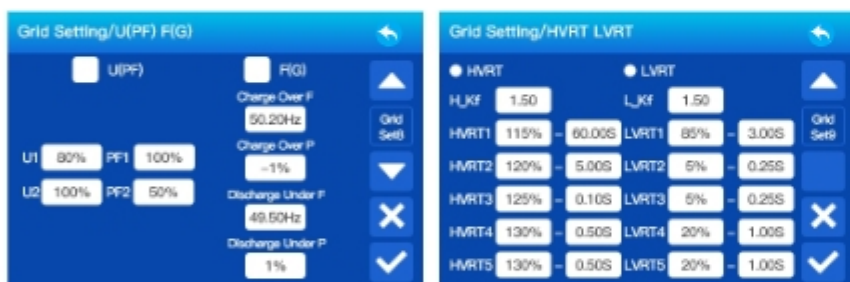 Grid Setting/U(PF) F(G)
U(PF) F(G)
Charge Over F
50.20Hz
Charge Over P
-1%
U1 80% PF1 100%
U2 100% PF2 50%
Discharge Under F
49.50Hz
Discharge Under P
1%
Grid Set8
Grid Setting/HVRT LVRT
HVRT LVRT
H_Kf 1.50 L_Kf 1.50
HVRT1 115% - 60.00S LVRT1 85% - 3.00S
HVRT2 120% - 5.00S LVRT2 5% - 0.25S
HVRT3 125% - 0.10S LVRT3 5% - 0.25S
HVRT4 130% - 0.50S LVRT4 20% - 1.00S
HVRT5 130% - 0.50S LVRT5 20% - 1.00S
Grid Set9